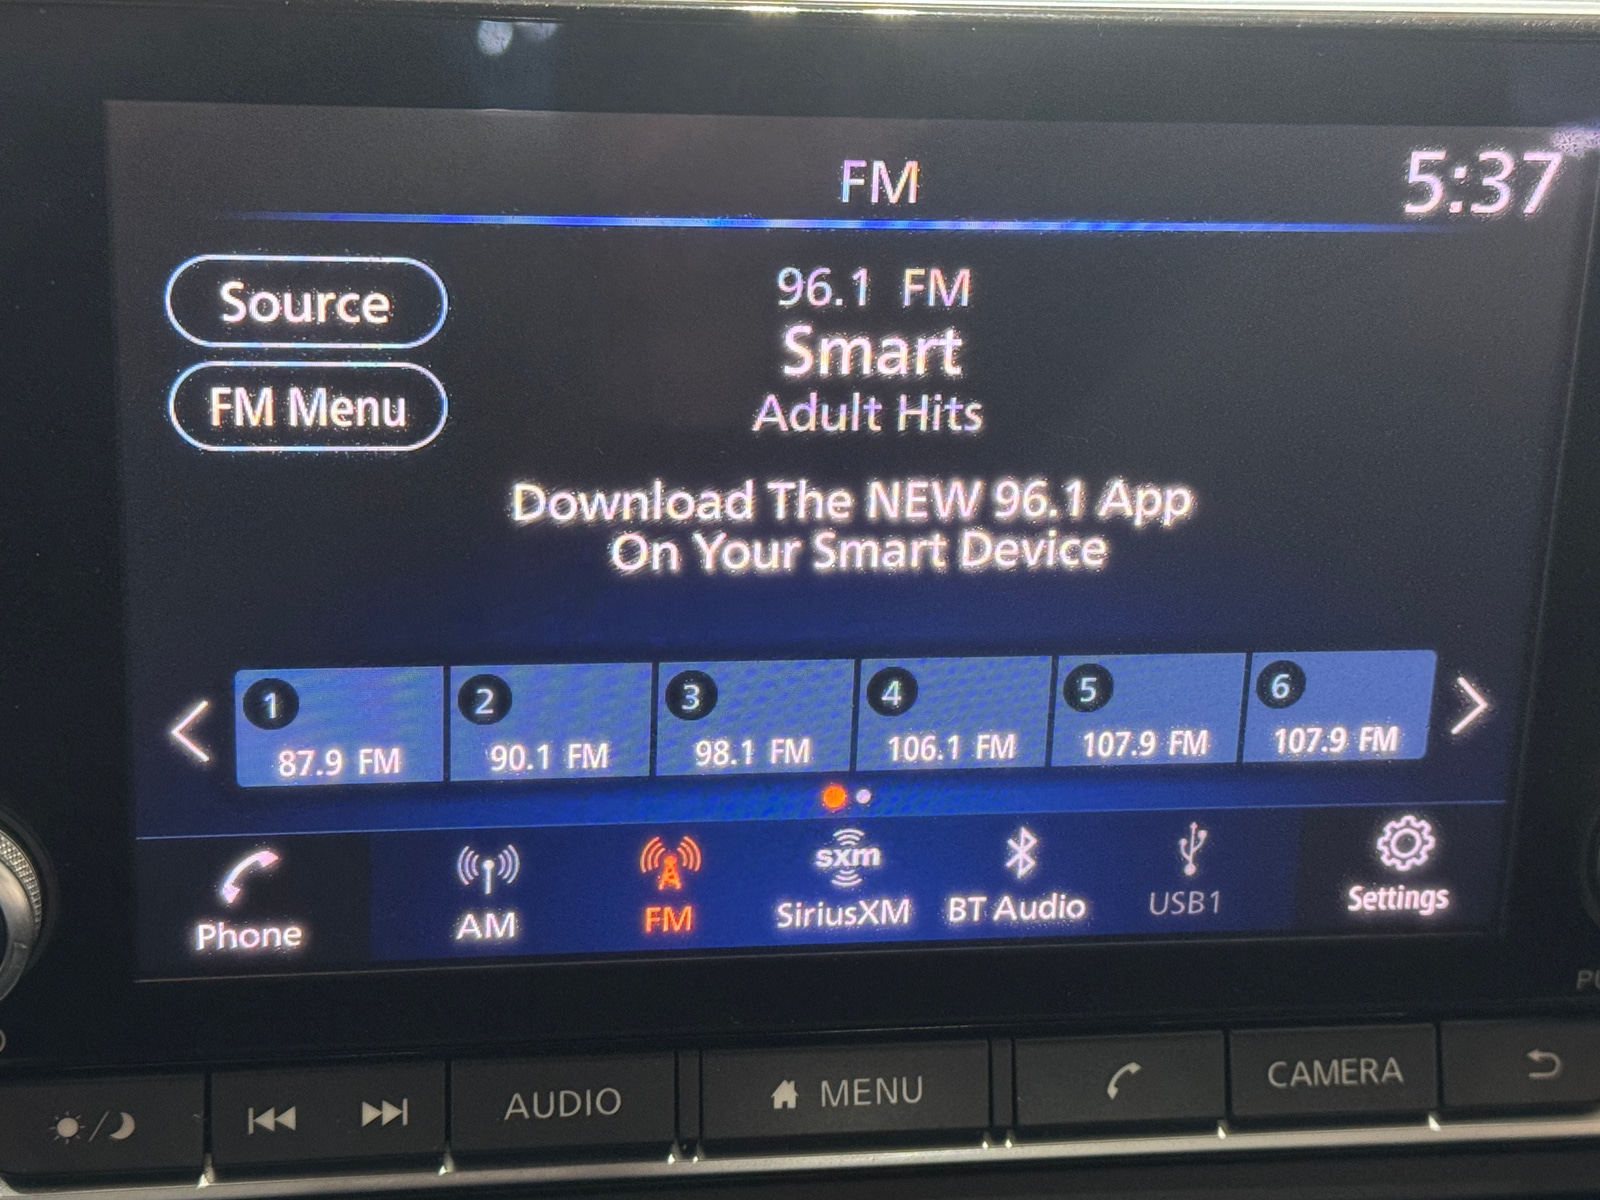 FM
5:37
Source
FM Menu
96.1 FM
Smart
Adult Hits
Download The NEW 96.1 App
On Your Smart Device
1
87.9 FM
2
90.1 FM
3
98.1 FM
4
106.1 FM
5
107.9 FM
6
107.9 FM
Phone
AM
FM
sxm
SiriusXM
BT Audio
USB1
Settings
AUDIO
MENU
CAMERA